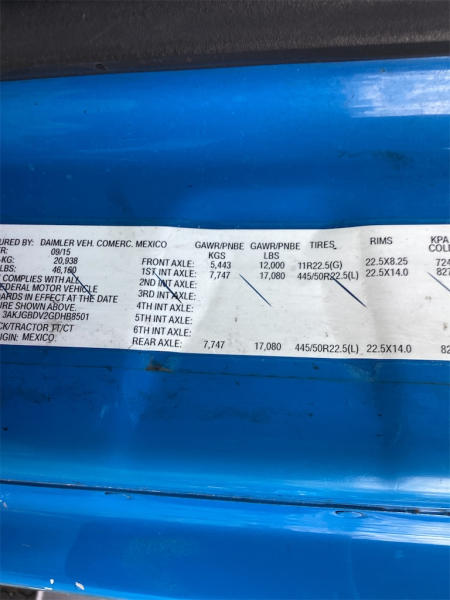 URED BY: DAIMLER VEH. COMERC. MEXICO GAWR/PNBE GAWR/PNBE TIRES RIMS KPA
ER: 09/15 KGS LBS COL
-KG: 20,938 FRONT AXLE: 5,443 12,000 11R22.5(G) 22.5X8.25 724
LBS: 46,160 1ST INT AXLE: 7,747 17,080 445/50R22.5(L) 22.5X14.0 827
E COMPLIES WITH ALL 2ND INT AXLE:
FEDERAL MOTOR VEHICLE 3RD INT AXLE:
ARDS IN EFFECT AT THE DATE 4TH INT AXLE:
URE SHOWN ABOVE. 5TH INT AXLE:
3AKJGBDV2GDHB8501 6TH INT AXLE:
CK/TRACTOR TT/CT REAR AXLE: 7,747 17,080 445/50R22.5(L) 22.5X14.0 82
IGIN: MEXICO